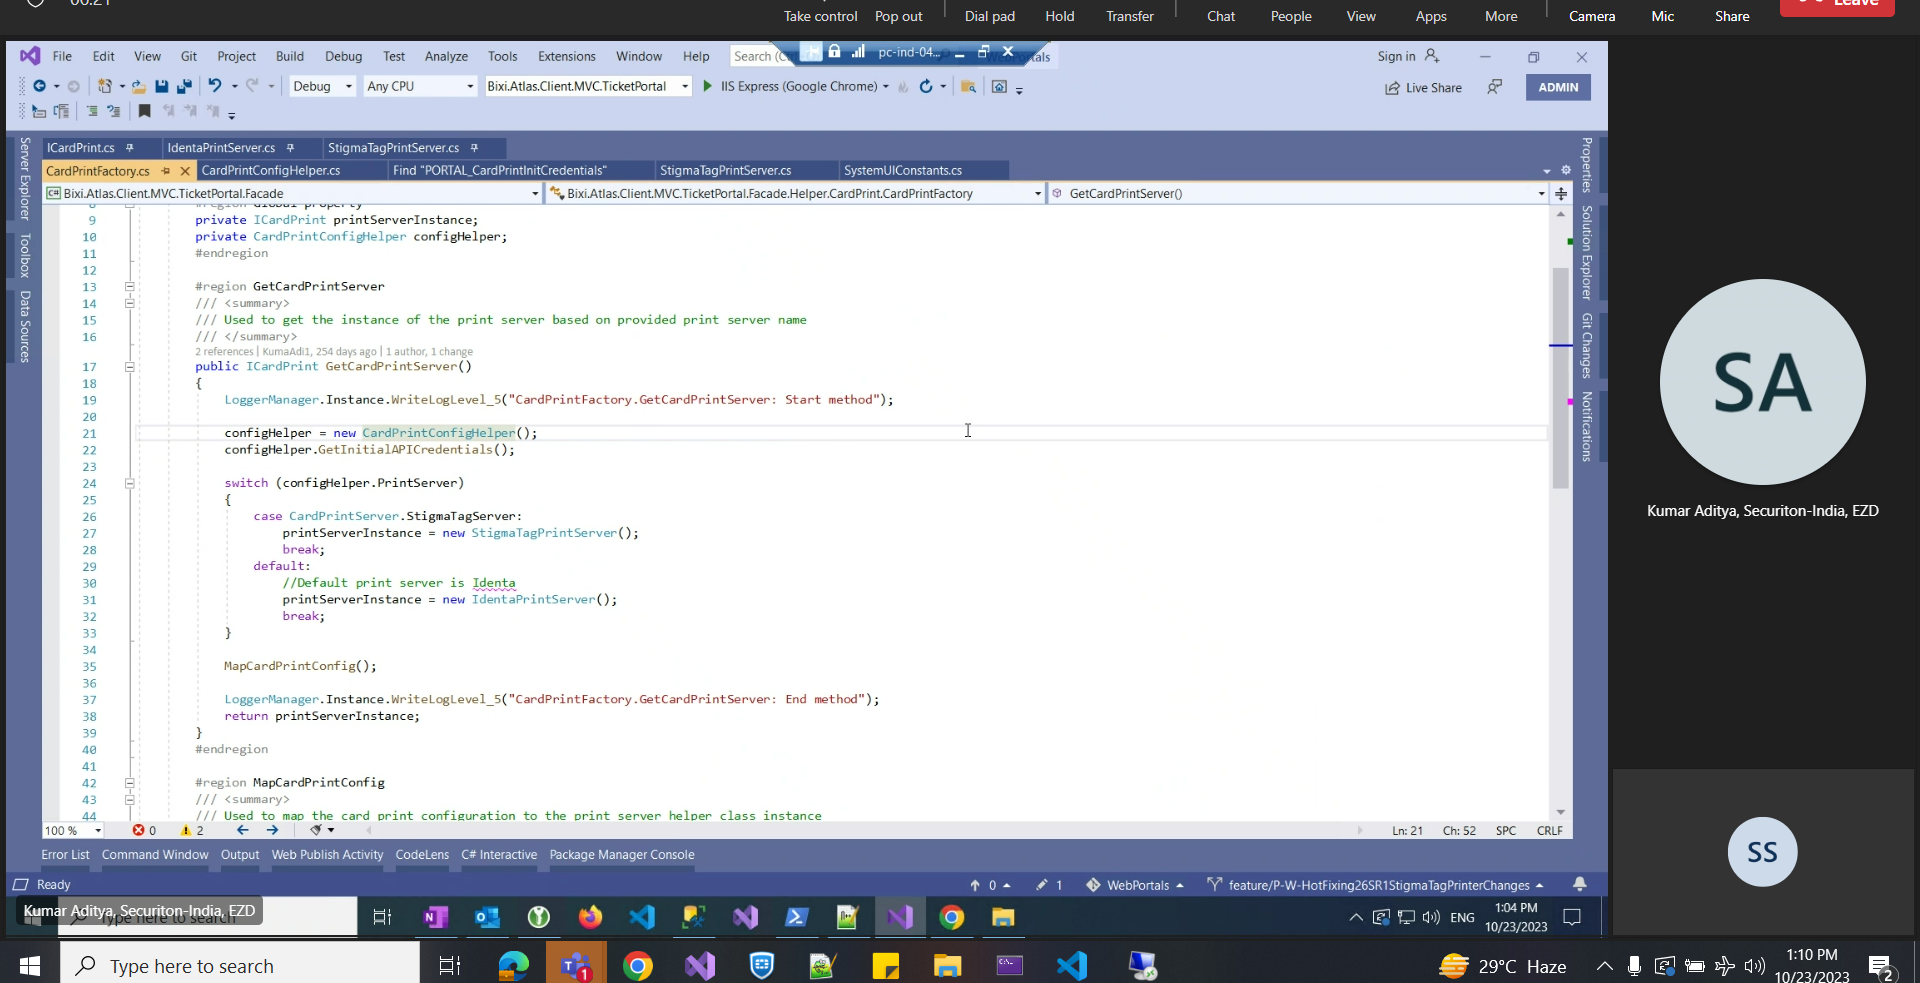 00:21
Take control Pop out Dial pad Hold Transfer Chat People View Apps More Camera Mic Share Leave
File Edit View Git Project Build Debug Test Analyze Tools Extensions Window Help Search (C
pc-ind-04...
Sign in
Debug Any CPU Bixi.Atlas.Client.MVC.TicketPortal IIS Express (Google Chrome) Live Share ADMIN
ICardPrint.cs IdentaPrintServer.cs StigmaTagPrintServer.cs
CardPrintFactory.cs CardPrintConfigHelper.cs Find "PORTAL_CardPrintInitCredentials" StigmaTagPrintServer.cs SystemUIConstants.cs
Bixi.Atlas.Client.MVC.TicketPortal.Facade Bixi.Atlas.Client.MVC.TicketPortal.Facade.Helper.CardPrint.CardPrintFactory GetCardPrintServer()
Server Explorer
Toolbox
Data Sources
8 #region Global property
9 private ICardPrint printServerInstance;
10 private CardPrintConfigHelper configHelper;
11 #endregion
12
13 #region GetCardPrintServer
14 /// <summary>
15 /// Used to get the instance of the print server based on provided print server name
16 /// </summary>
2 references | KumaAdi1, 254 days ago | 1 author, 1 change
17 public ICardPrint GetCardPrintServer()
18 {
19 LoggerManager.Instance.WriteLogLevel_5("CardPrintFactory.GetCardPrintServer: Start method");
20
21 configHelper = new CardPrintConfigHelper();
22 configHelper.GetInitialAPICredentials();
23
24 switch (configHelper.PrintServer)
25 {
26 case CardPrintServer.StigmaTagServer:
27 printServerInstance = new StigmaTagPrintServer();
28 break;
29 default:
30 //Default print server is Identa
31 printServerInstance = new IdentaPrintServer();
32 break;
33 }
34
35 MapCardPrintConfig();
36
37 LoggerManager.Instance.WriteLogLevel_5("CardPrintFactory.GetCardPrintServer: End method");
38 return printServerInstance;
39 }
40 #endregion
41
42 #region MapCardPrintConfig
43 /// <summary>
44 /// Used to map the card print configuration to the print server helper class instance
Properties
Solution Explorer
Git Changes
Notifications
100 % 0 2 Ln: 21 Ch: 52 SPC CRLF
Error List Command Window Output Web Publish Activity CodeLens C# Interactive Package Manager Console
Ready 0 1 WebPortals feature/P-W-HotFixing26SR1StigmaTagPrinterChanges
Kumar Aditya, Securiton-India, EZD
Type here to search
ENG 1:04 PM
10/23/2023
SA
Kumar Aditya, Securiton-India, EZD
SS
Type here to search
1
29°C Haze
1:10 PM
10/23/2023
2